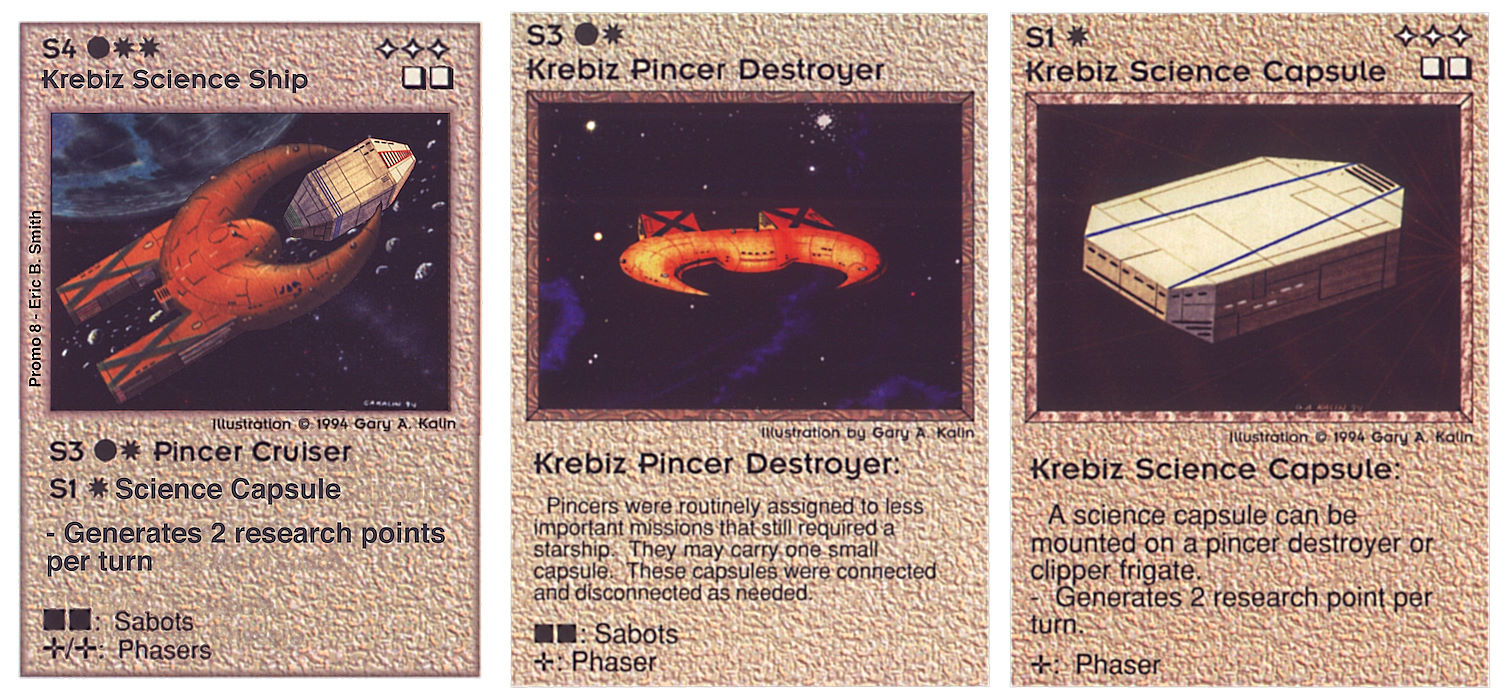 S4
Krebiz Science Ship
Promo 8 - Eric B. Smith
GAKALIN 94
Illustration © 1994 Gary A. Kalin
S3 Pincer Cruiser
S1 Science Capsule
- Generates 2 research points
per turn
: Sabots
/ : Phasers
S3
Krebiz Pincer Destroyer
Illustration by Gary A. Kalin
Krebiz Pincer Destroyer:
Pincers were routinely assigned to less
important missions that still required a
starship. They may carry one small
capsule. These capsules were connected
and disconnected as needed.
: Sabots
: Phaser
S1
Krebiz Science Capsule
G.A KALIN 94
Illustration © 1994 Gary A. Kalin
Krebiz Science Capsule:
A science capsule can be
mounted on a pincer destroyer or
clipper frigate.
- Generates 2 research point per
turn.
: Phaser